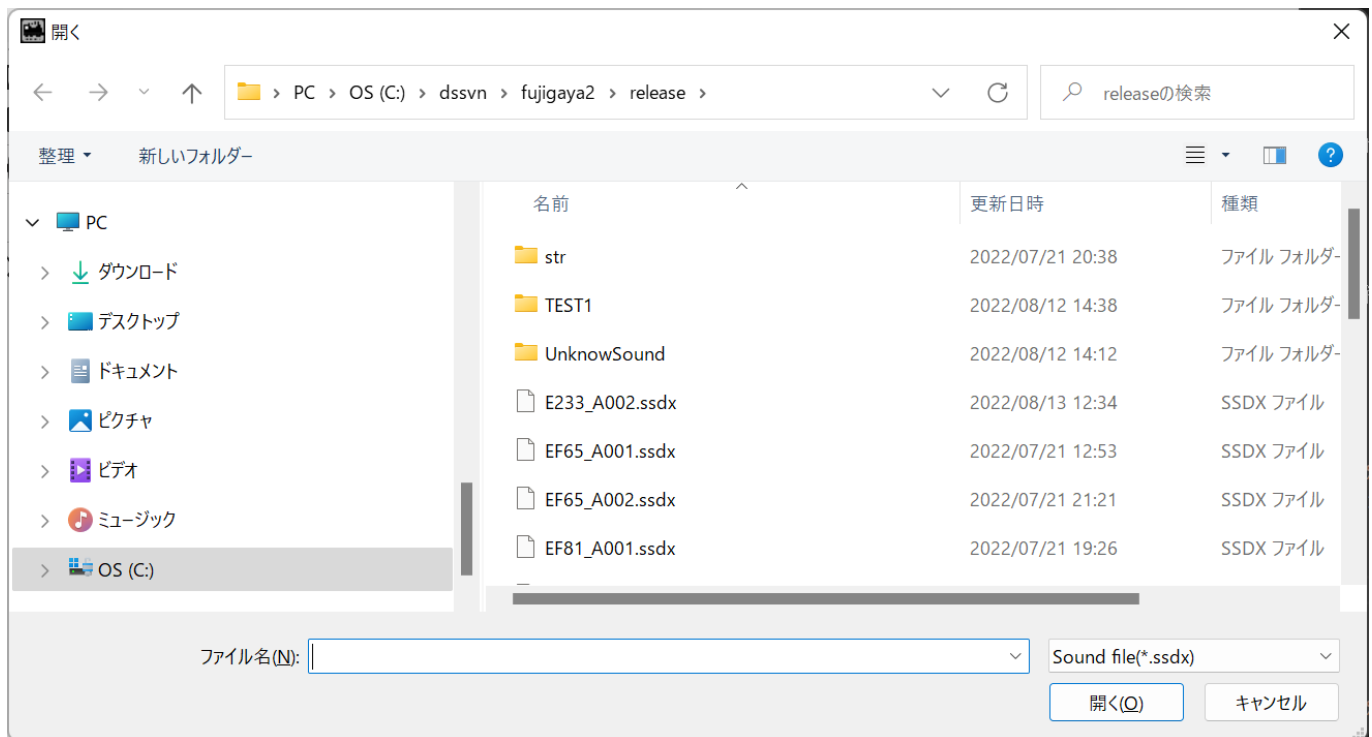 開く
PC > OS (C:) > dssvn > fujigaya2 > release >
releaseの検索
整理
新しいフォルダー
PC
ダウンロード
デスクトップ
ドキュメント
ピクチャ
ビデオ
ミュージック
OS (C:)
名前 更新日時 種類
str 2022/07/21 20:38 ファイル フォルダー
TEST1 2022/08/12 14:38 ファイル フォルダー
UnknowSound 2022/08/12 14:12 ファイル フォルダー
E233_A002.ssdx 2022/08/13 12:34 SSDX ファイル
EF65_A001.ssdx 2022/07/21 12:53 SSDX ファイル
EF65_A002.ssdx 2022/07/21 21:21 SSDX ファイル
EF81_A001.ssdx 2022/07/21 19:26 SSDX ファイル
ファイル名(N):
Sound file(*.ssdx)
開く(O)
キャンセル